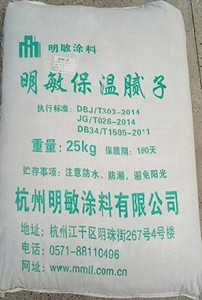 明敏涂料
明敏保温腻子
执行标准：DBJ/T303-2014
JG/T026-2014
DB34/T1505-2011
重量：25kg 保质期：180天
贮存事项：注意防水、防潮，避免阳光
杭州明敏涂料有限公司
地址：杭州江干区明珠街267号4号楼
电话：0571-88110496
网址：www.mmll.com.cn